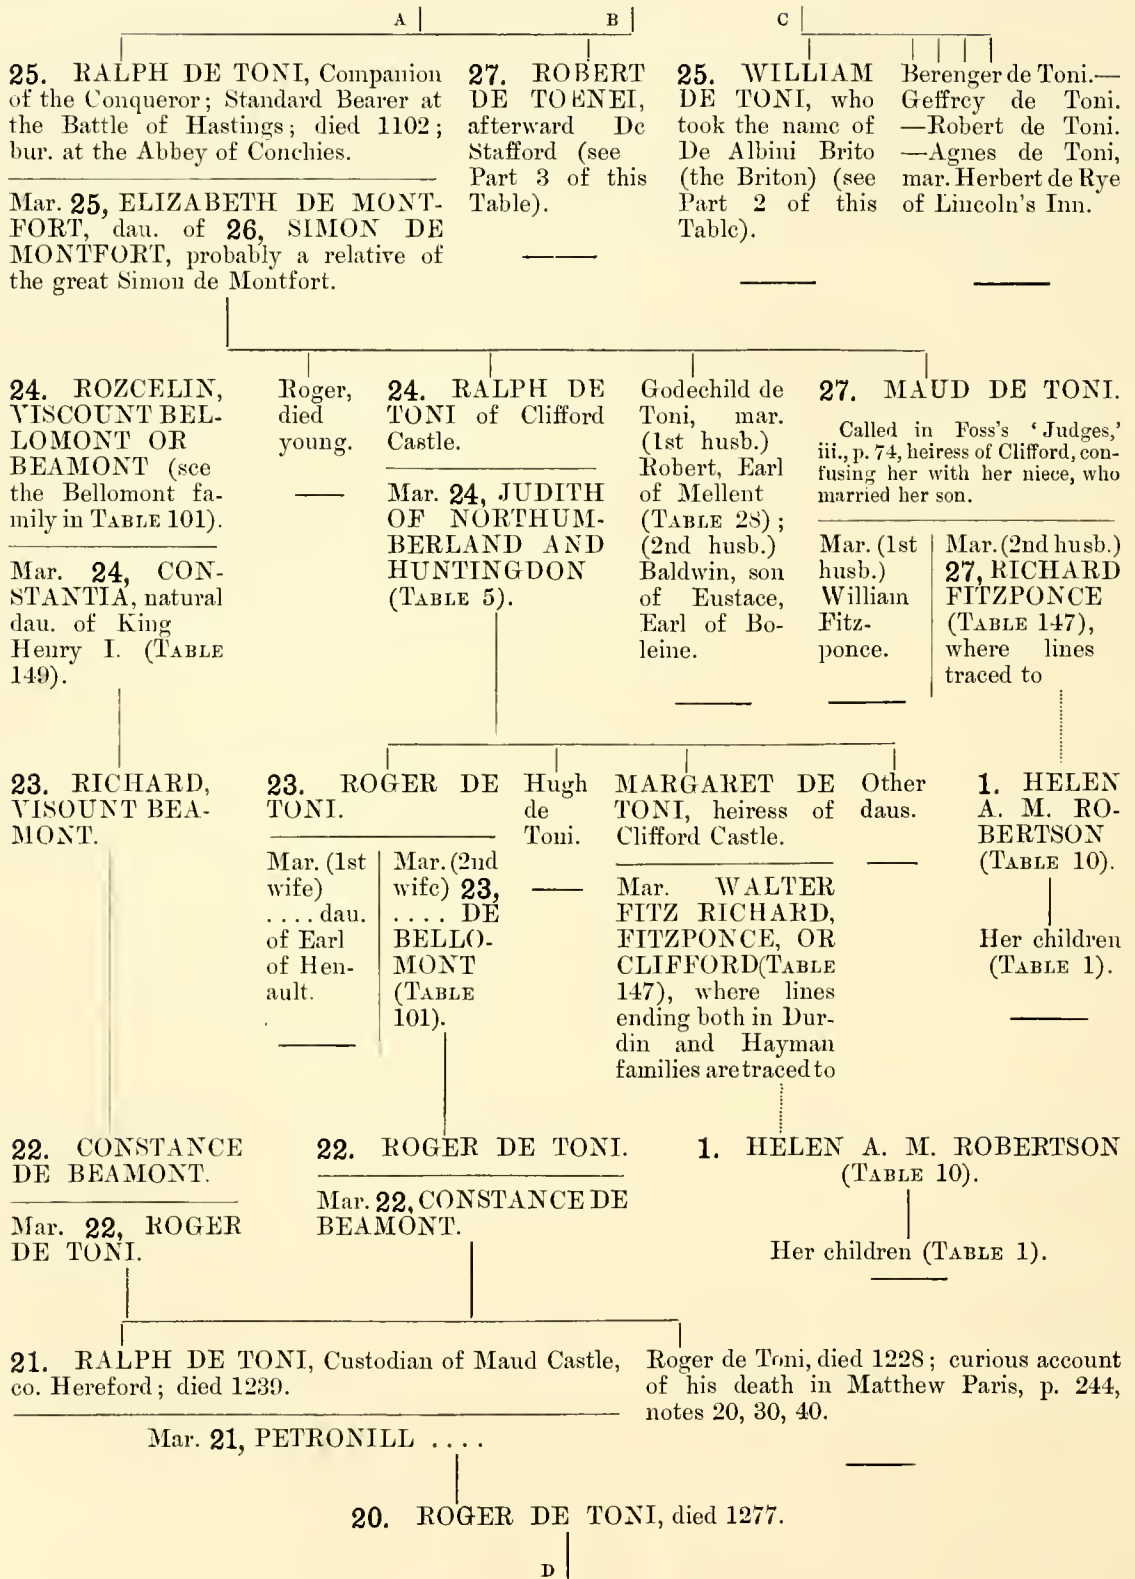 A B C
25. RALPH DE TONI, Companion
of the Conqueror; Standard Bearer at
the Battle of Hastings; died 1102;
bur. at the Abbey of Conchies.
Mar. 25, ELIZABETH DE MONT-
FORT, dau. of 26, SIMON DE
MONTFORT, probably a relative of
the great Simon de Montfort.
27. ROBERT
DE TOENEI,
afterward De
Stafford (see
Part 3 of this
Table).
25. WILLIAM
DE TONI, who
took the name of
De Albini Brito
(the Briton) (see
Part 2 of this
Table).
Berenger de Toni.—
Geffrey de Toni.
—Robert de Toni.
—Agnes de Toni,
mar. Herbert de Rye
of Lincoln's Inn.
24. ROZCELIN,
VISCOUNT BEL-
LOMONT OR
BEAMONT (see
the Bellomont fa-
mily in TABLE 101).
Mar. 24, CON-
STANTIA, natural
dau. of King
Henry I. (TABLE
149).
Roger,
died
young.
24. RALPH DE
TONI of Clifford
Castle.
Mar. 24, JUDITH
OF NORTHUM-
BERLAND AND
HUNTINGDON
(TABLE 5).
Godechild de
Toni, mar.
(1st husb.)
Robert, Earl
of Mellent
(TABLE 28);
(2nd husb.)
Baldwin, son
of Eustace,
Earl of Bo-
leine.
27. MAUD DE TONI.
Called in Foss's 'Judges,'
iii., p. 74, heiress of Clifford, con-
fusing her with her niece, who
married her son.
Mar. (1st
husb.)
William
Fitz-
ponce.
Mar. (2nd husb.)
27, RICHARD
FITZPONCE
(TABLE 147),
where lines
traced to
23. RICHARD,
VISOUNT BEA-
MONT.
23. ROGER DE
TONI.
Mar. (1st
wife)
.... dau.
of Earl
of Hen-
ault.
Mar. (2nd
wife) 23,
.... DE
BELLO-
MONT
(TABLE
101).
Hugh
de
Toni.
MARGARET DE
TONI, heiress of
Clifford Castle.
Mar. WALTER
FITZ RICHARD,
FITZPONCE, OR
CLIFFORD (TABLE
147), where lines
ending both in Dur-
din and Hayman
families are traced to
Other
daus.
1. HELEN
A. M. RO-
BERTSON
(TABLE 10).
Her children
(TABLE 1).
22. CONSTANCE
DE BEAMONT.
Mar. 22, ROGER
DE TONI.
22. ROGER DE TONI.
Mar. 22, CONSTANCE DE
BEAMONT.
1. HELEN A. M. ROBERTSON
(TABLE 10).
Her children (TABLE 1).
21. RALPH DE TONI, Custodian of Maud Castle,
co. Hereford; died 1239.
Mar. 21, PETRONILL ....
Roger de Toni, died 1228; curious account
of his death in Matthew Paris, p. 244,
notes 20, 30, 40.
20. ROGER DE TONI, died 1277.
D